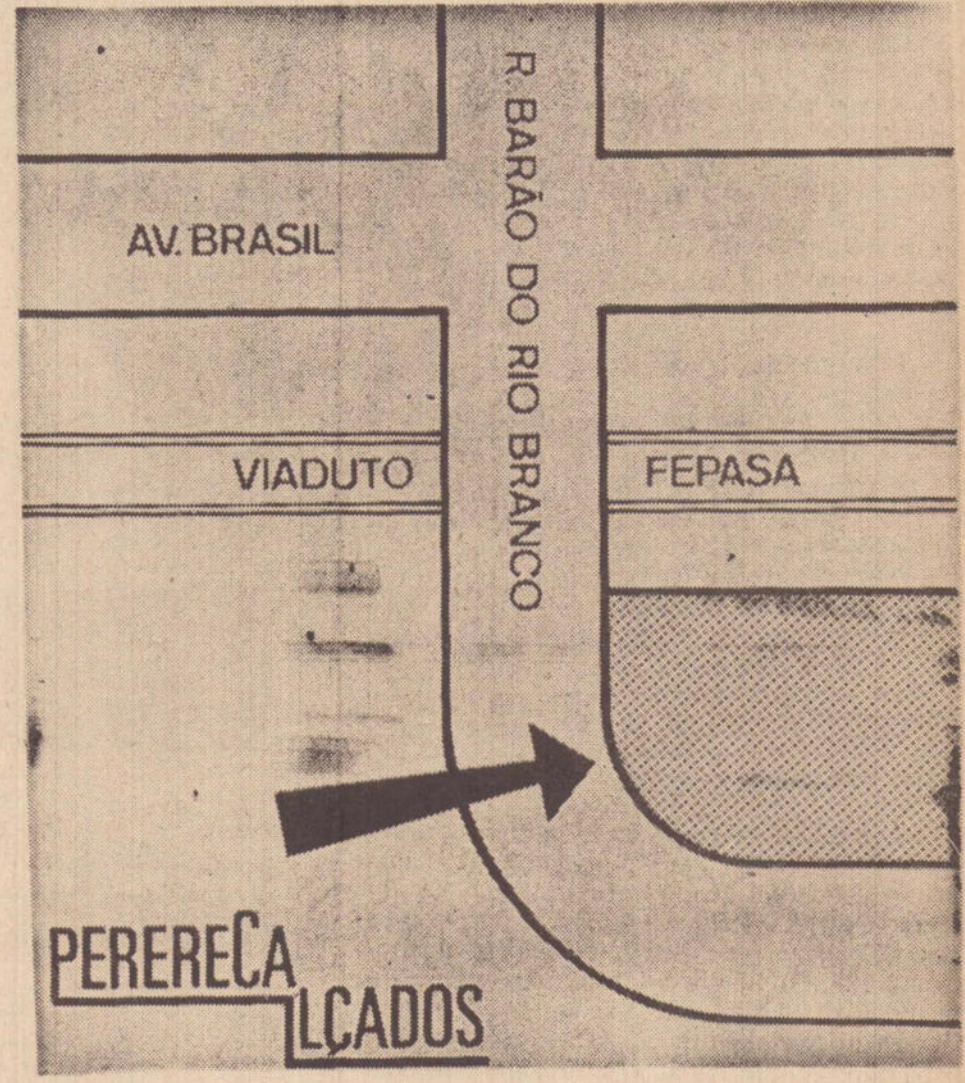 R. BARÃO DO RIO BRANCO
AV. BRASIL
VIADUTO
FEPASA
PERERECA
LÇADOS